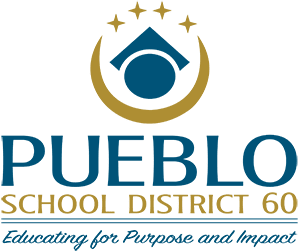 PUEBLO
SCHOOL DISTRICT 60
Educating for Purpose and Impact